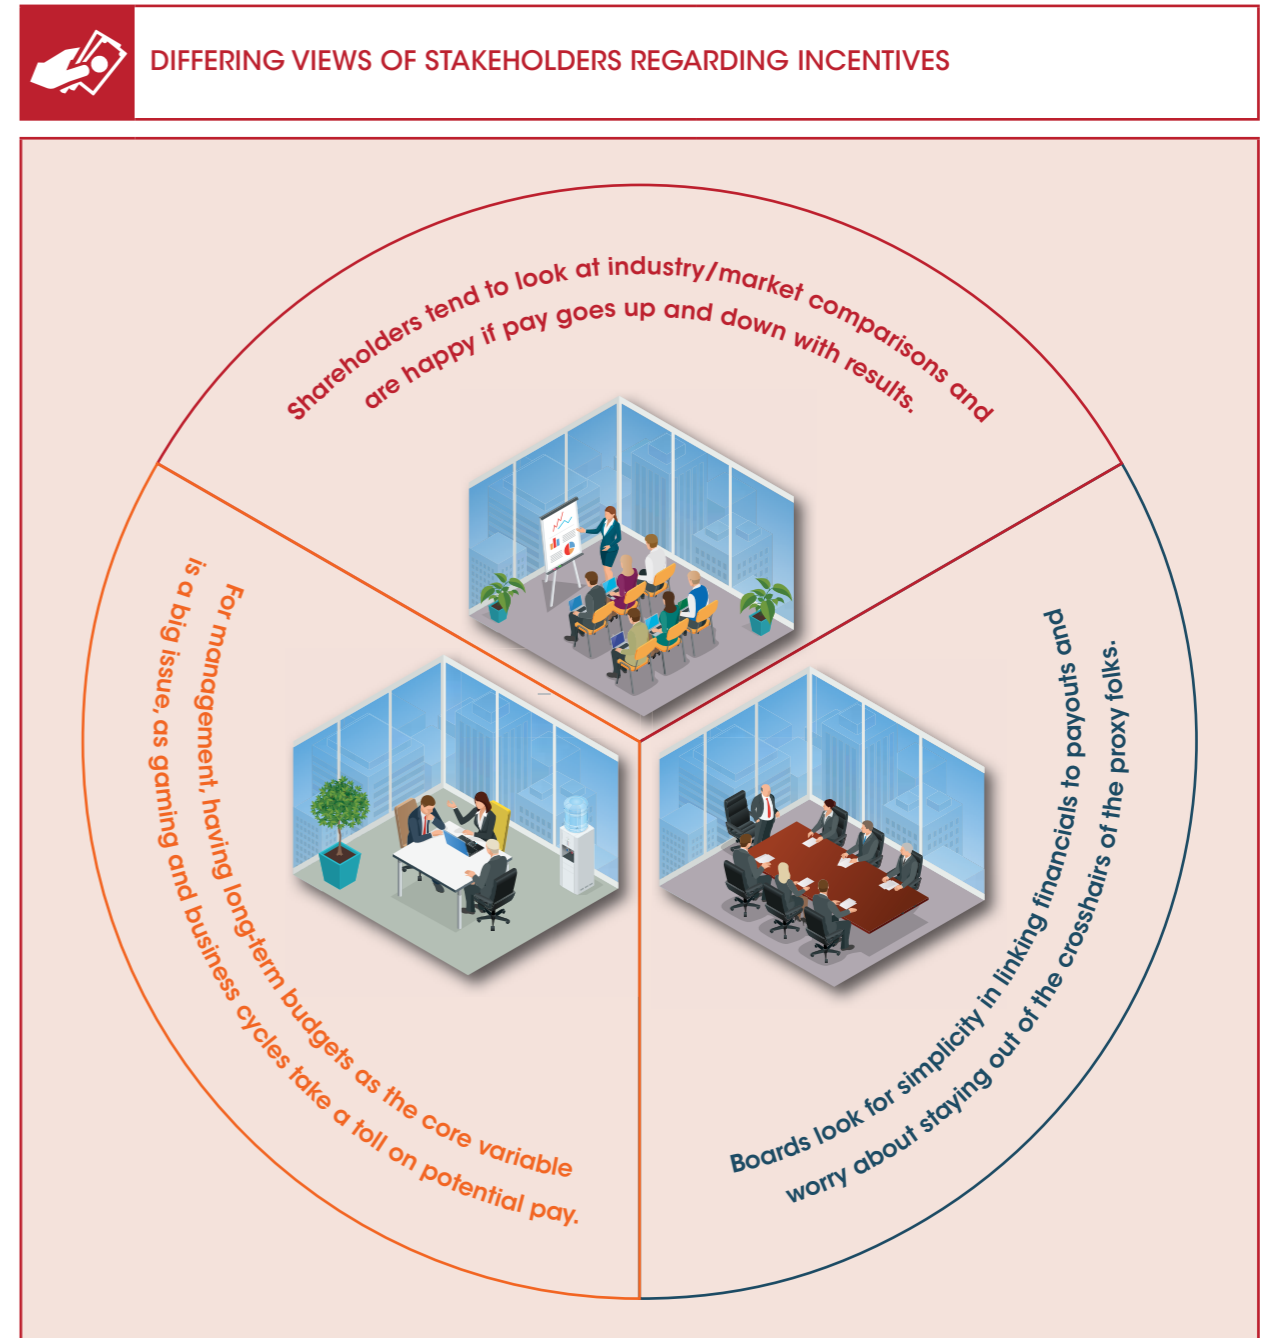 DIFFERING VIEWS OF STAKEHOLDERS REGARDING INCENTIVES
Shareholders tend to look at industry/market comparisons and
are happy if pay goes up and down with results.
For management, having long-term budgets as the core variable
is a big issue, as gaming and business cycles take a toll on potential pay.
Boards look for simplicity in linking financials to payouts and
worry about staying out of the crosshairs of the proxy folks.